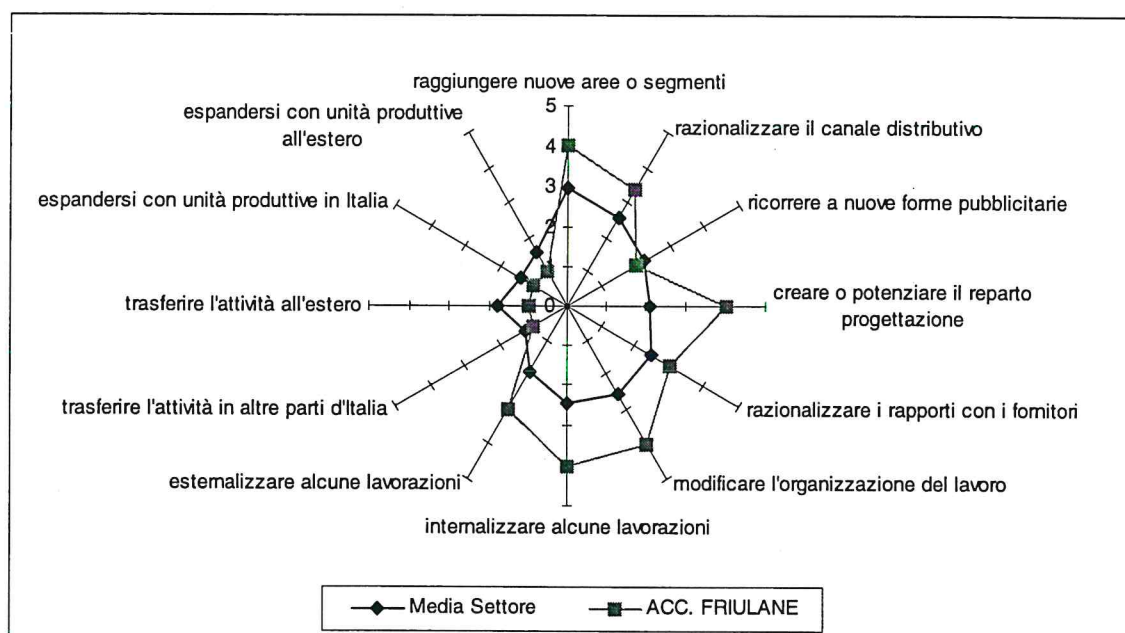 raggiungere nuove aree o segmenti
espandersi con unità produttive
all'estero
razionalizzare il canale distributivo
espandersi con unità produttive in Italia
ricorrere a nuove forme pubblicitarie
trasferire l'attività all'estero
creare o potenziare il reparto
progettazione
trasferire l'attività in altre parti d'Italia
razionalizzare i rapporti con i fornitori
esternalizzare alcune lavorazioni
modificare l'organizzazione del lavoro
internalizzare alcune lavorazioni
5
4
3
2
1
0
Media Settore
ACC. FRIULANE